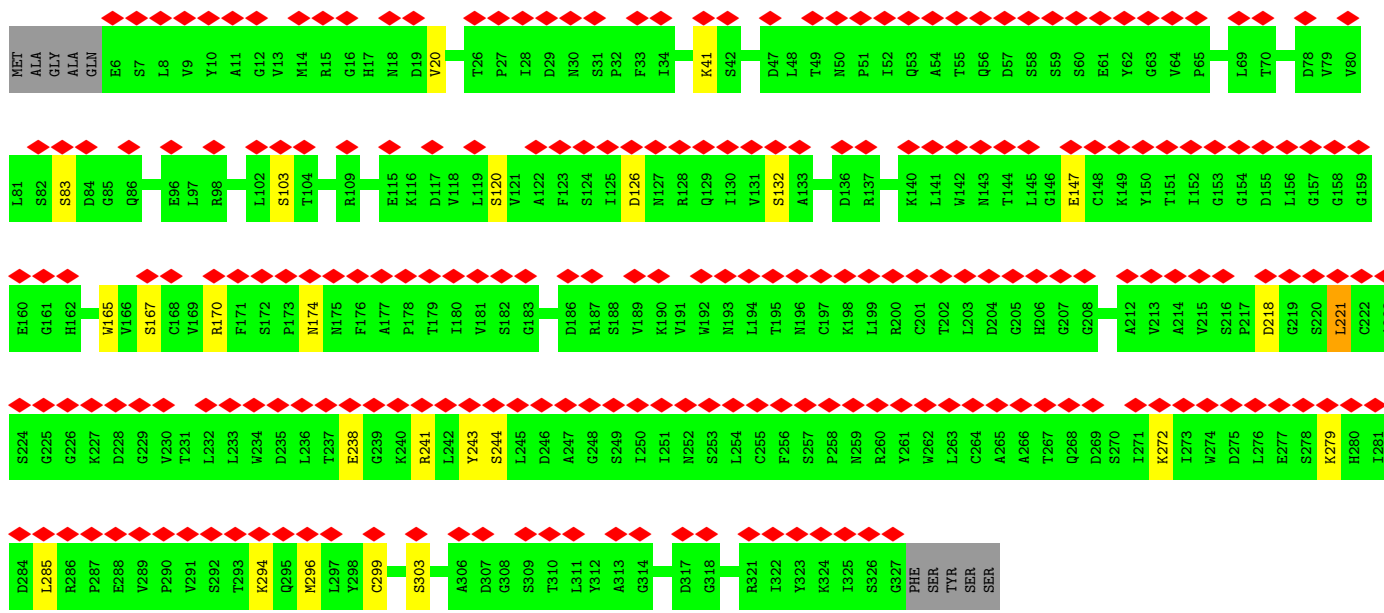 MET ALA GLY ALA GLN E6 S7 L8 V9 Y10 A11 G12 V13 M14 R15 G16 H17 N18 D19 V20 T26 P27 I28 D29 N30 S31 P32 F33 I34 K41 S42 D47 L48 T49 N50 P51 I52 Q53 A54 T55 Q56 D57 S58 S59 S60 E61 Y62 G63 V64 P65 L69 T70 D78 V79 V80
L81 S82 S83 D84 G85 Q86 E96 L97 R98 L102 S103 T104 R109 E115 K116 D117 V118 L119 S120 V121 A122 F123 S124 I125 D126 N127 R128 Q129 I130 V131 S132 A133 D136 R137 K140 L141 W142 N143 T144 L145 G146 E147 C148 K149 Y150 T151 I152 G153 G154 D155 L156 G157 G158 G159
E160 G161 H162 W165 V166 S167 C168 V169 R170 F171 S172 P173 N174 N175 F176 A177 P178 T179 I180 V181 S182 G183 D186 R187 S188 V189 K190 V191 W192 N193 L194 T195 N196 C197 K198 L199 R200 C201 T202 L203 D204 G205 H206 G207 G208 A212 V213 A214 V215 S216 P217 D218 G219 S220 L221 C222
S224 G225 G226 K227 D228 G229 V230 T231 L232 L233 W234 D235 L236 T237 E238 G239 K240 R241 L242 Y243 S244 L245 D246 A247 G248 S249 I250 I251 N252 S253 L254 C255 F256 S257 P258 N259 R260 Y261 W262 L263 C264 A265 A266 T267 Q268 D269 S270 I271 K272 I273 W274 D275 L276 E277 S278 K279 H280 I281
D284 L285 R286 P287 E288 V289 P290 V291 S292 T293 K294 Q295 M296 L297 Y298 C299 S303 A306 D307 G308 S309 T310 L311 Y312 A313 G314 D317 G318 R321 I322 Y323 K324 I325 S326 G327 PHE SER TYR SER SER